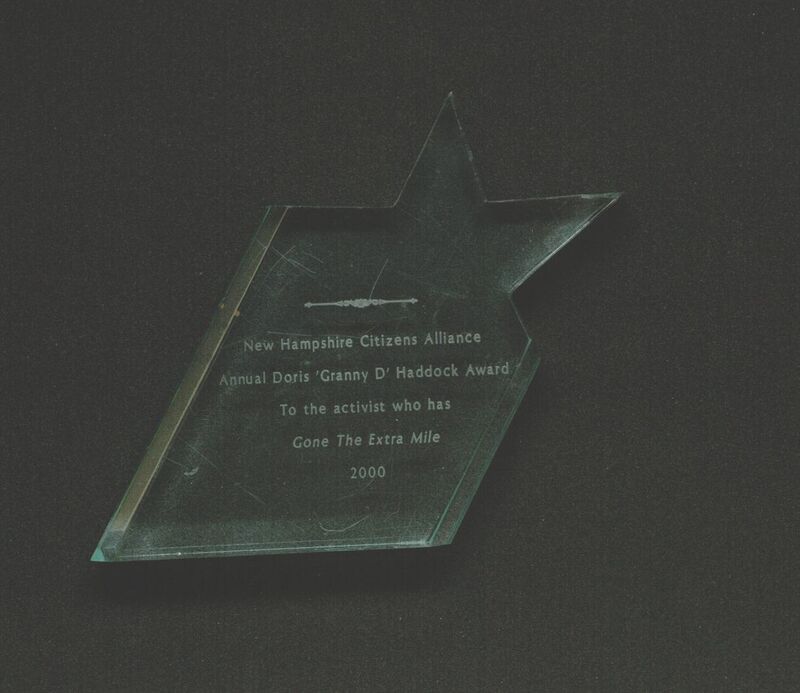 New Hampshire Citizens Alliance
Annual Doris 'Granny D' Haddock Award
To the activist who has
Gone The Extra Mile
2000